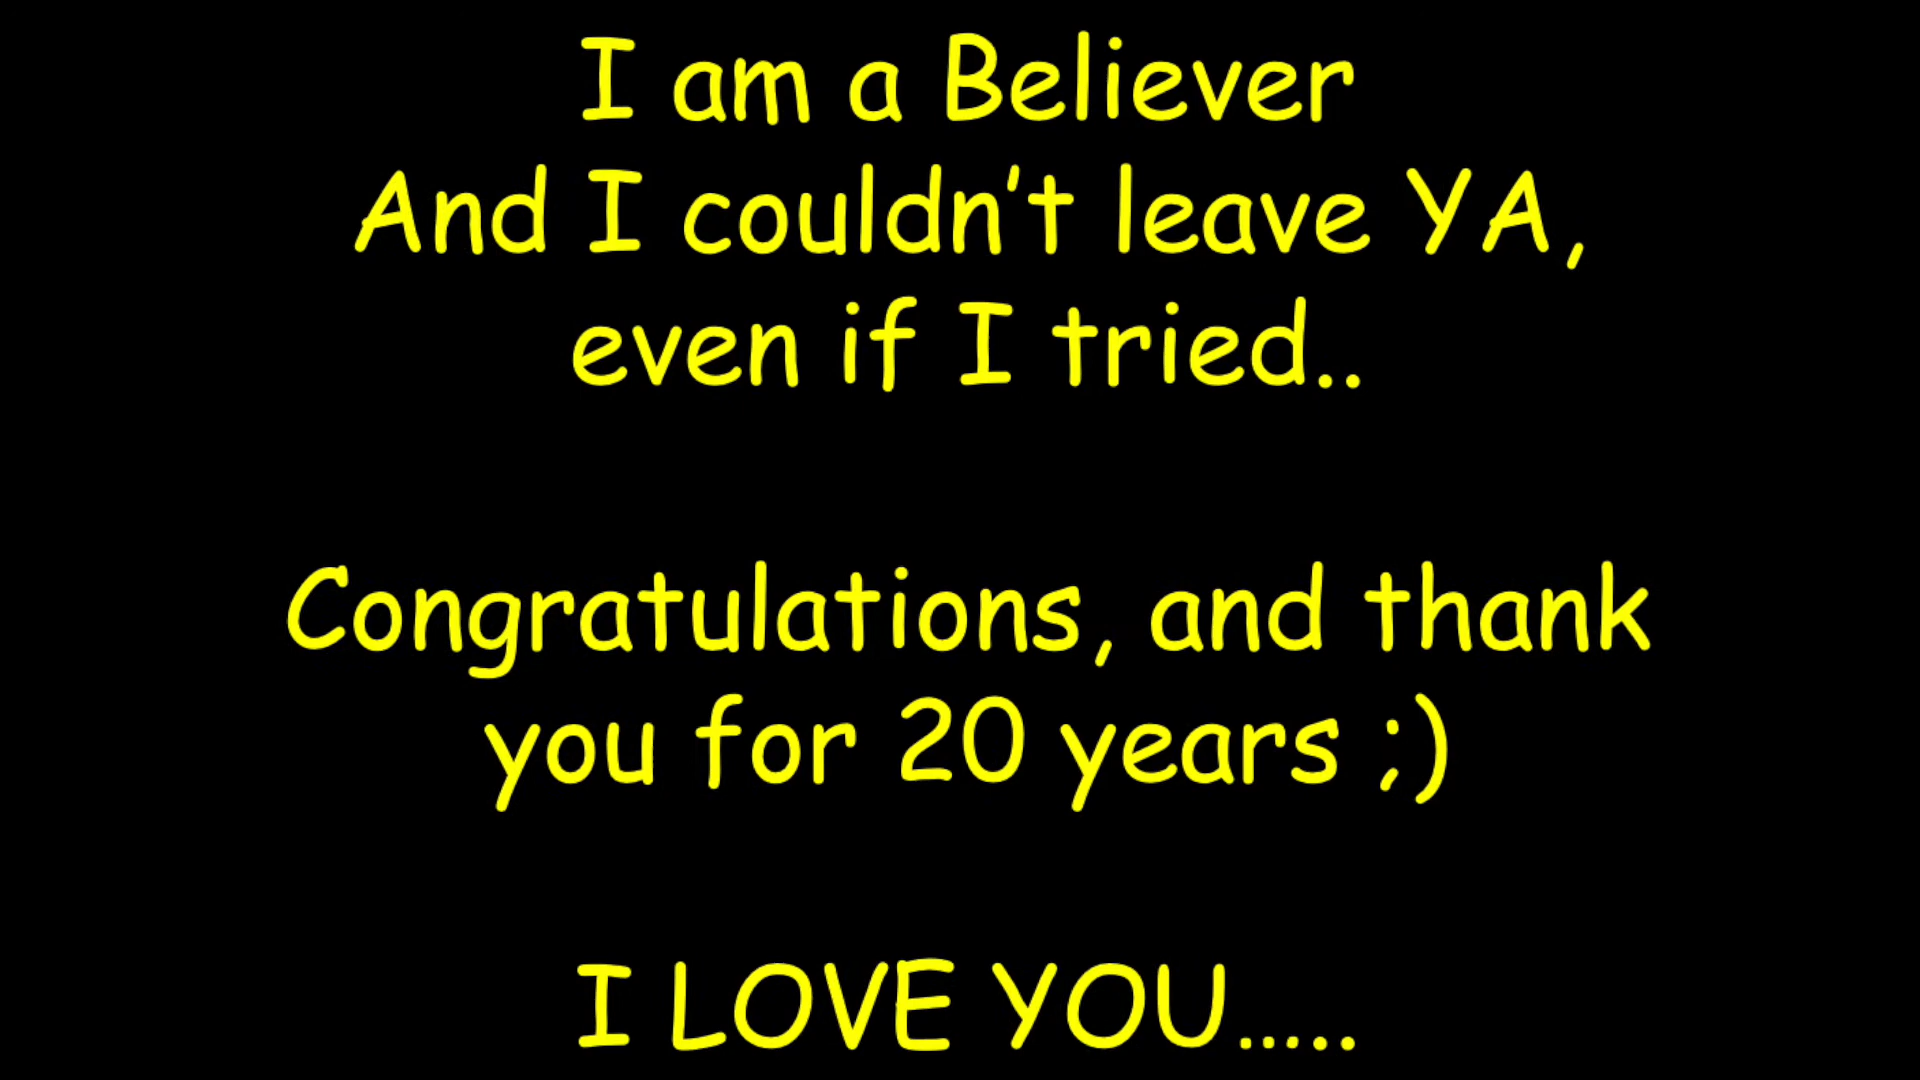 I am a Believer
And I couldn’t leave YA,
even if I tried..
Congratulations, and thank
you for 20 years ;)
I LOVE YOU.....